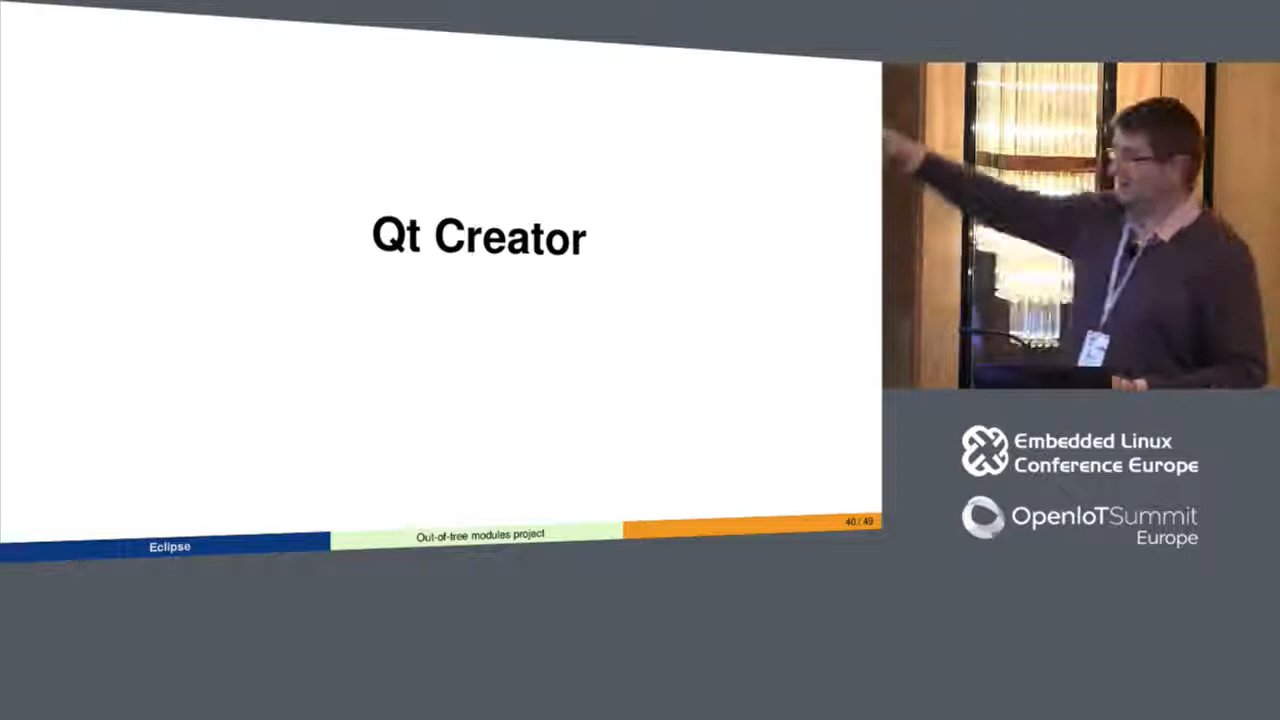 Qt Creator
Eclipse
Out-of-tree modules project
40 / 49
Embedded Linux
Conference Europe
OpenIoTSummit
Europe